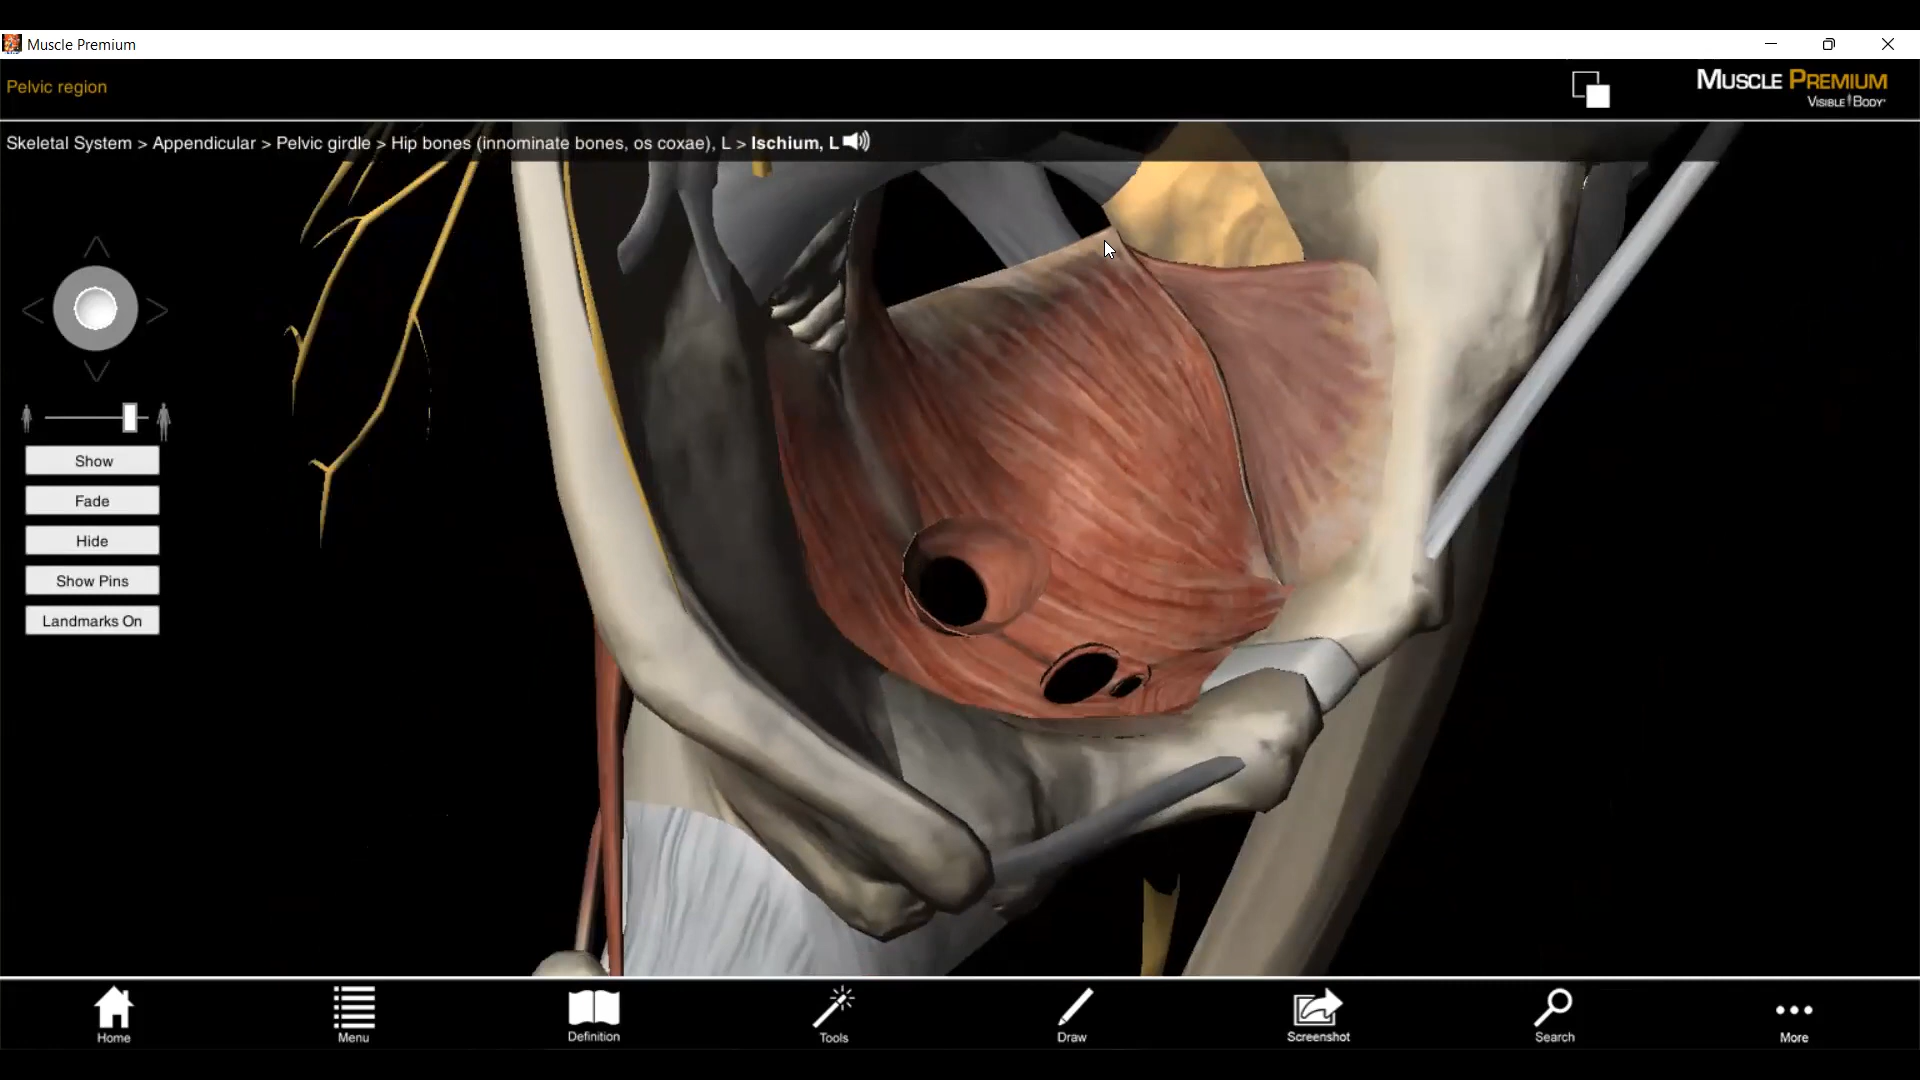 Muscle Premium
Pelvic region
MUSCLE PREMIUM
VISIBLE BODY®
Skeletal System > Appendicular > Pelvic girdle > Hip bones (innominate bones, os coxae), L > Ischium, L
Show
Fade
Hide
Show Pins
Landmarks On
Home
Menu
Definition
Tools
Draw
Screenshot
Search
More